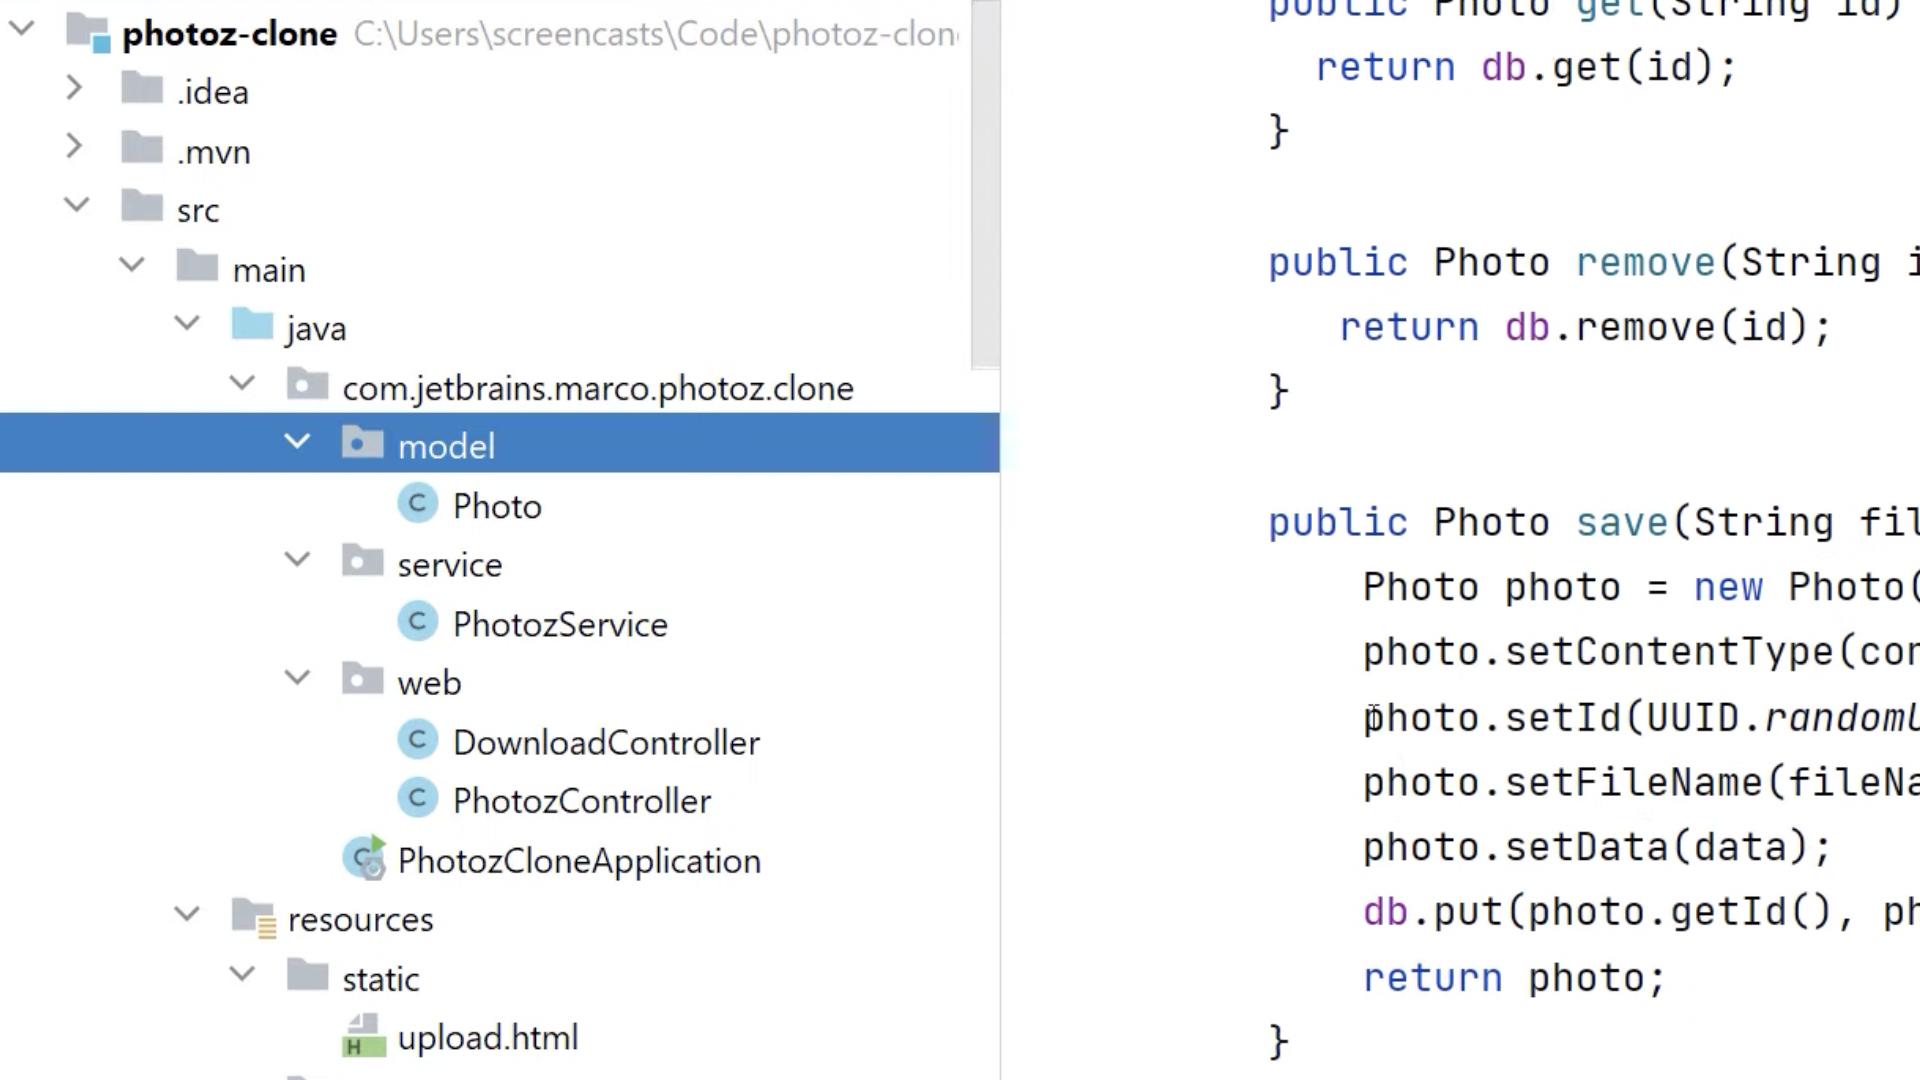 photoz-clone C:\Users\screencasts\Code\photoz-clon
.idea
.mvn
src
main
java
com.jetbrains.marco.photoz.clone
model
C Photo
service
C PhotozService
web
C DownloadController
C PhotozController
C PhotozCloneApplication
resources
static
H upload.html
public Photo get(String id)
return db.get(id);
}
public Photo remove(String i
return db.remove(id);
}
public Photo save(String fil
Photo photo = new Photo(
photo.setContentType(con
photo.setId(UUID.randomU
photo.setFileName(fileNa
photo.setData(data);
db.put(photo.getId(), ph
return photo;
}